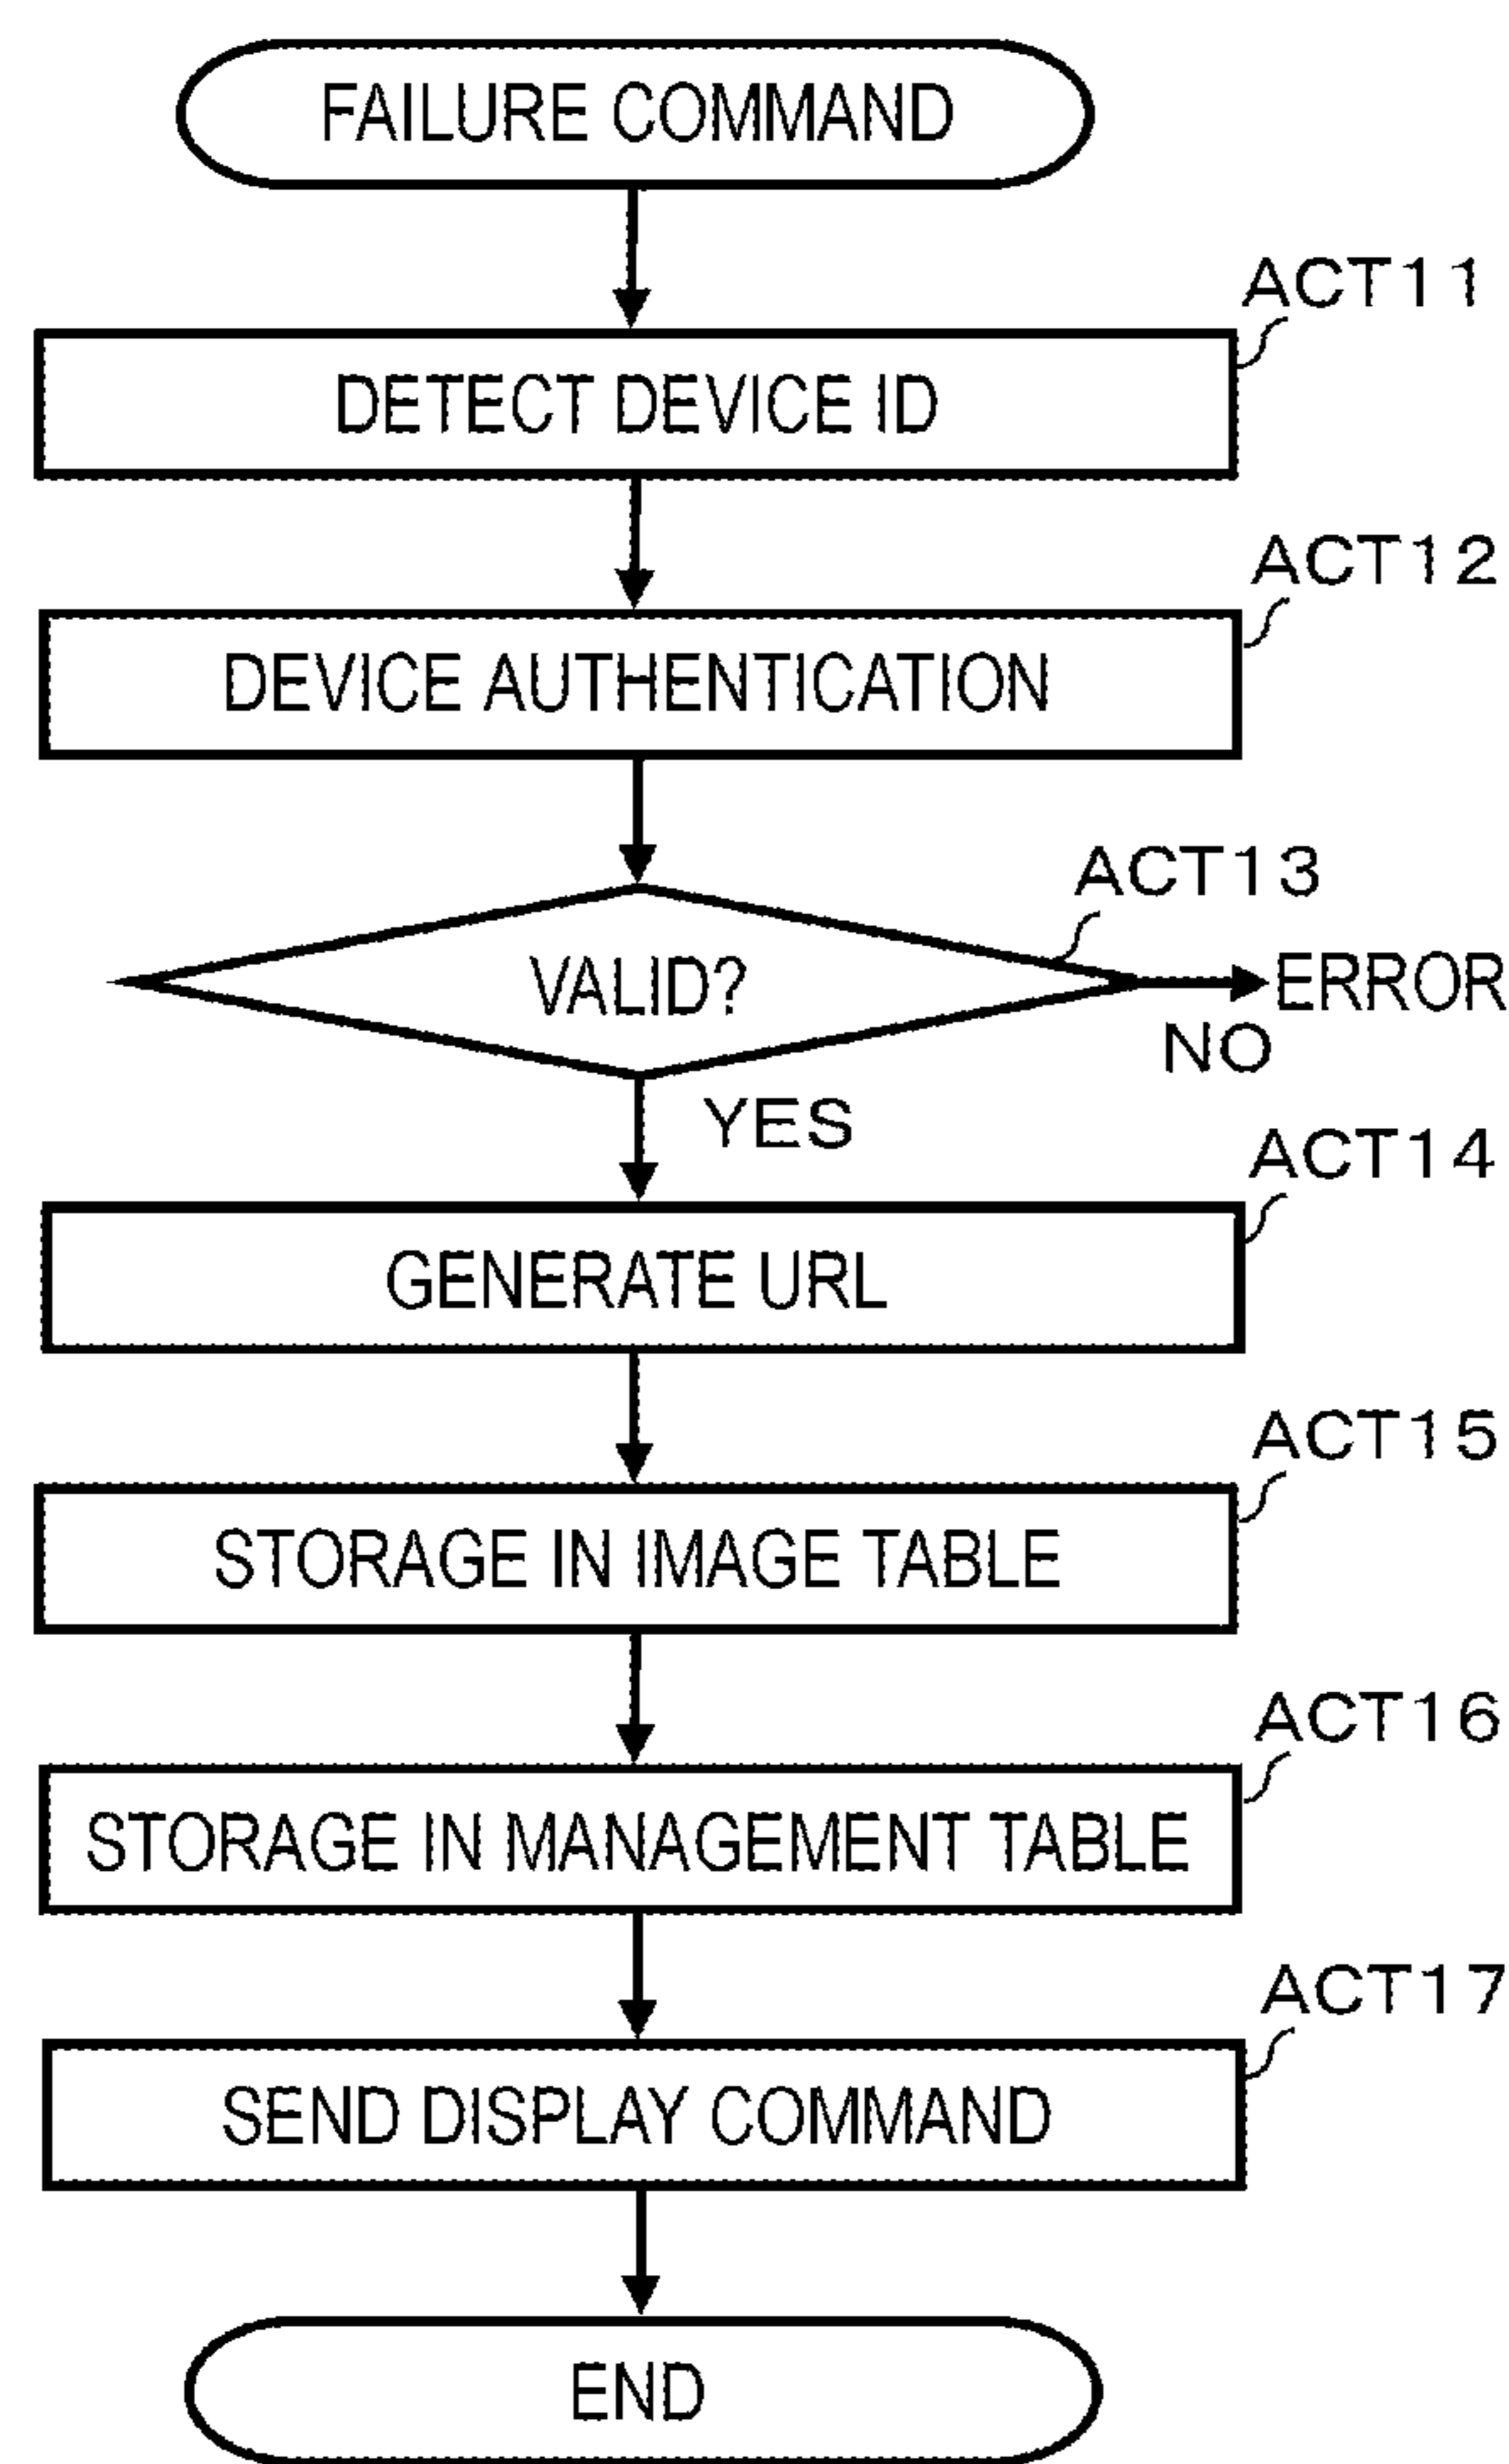 FAILURE COMMAND
ACT11
DETECT DEVICE ID
ACT12
DEVICE AUTHENTICATION
ACT13
VALID?
ERROR
NO
YES
ACT14
GENERATE URL
ACT15
STORAGE IN IMAGE TABLE
ACT16
STORAGE IN MANAGEMENT TABLE
ACT17
SEND DISPLAY COMMAND
END